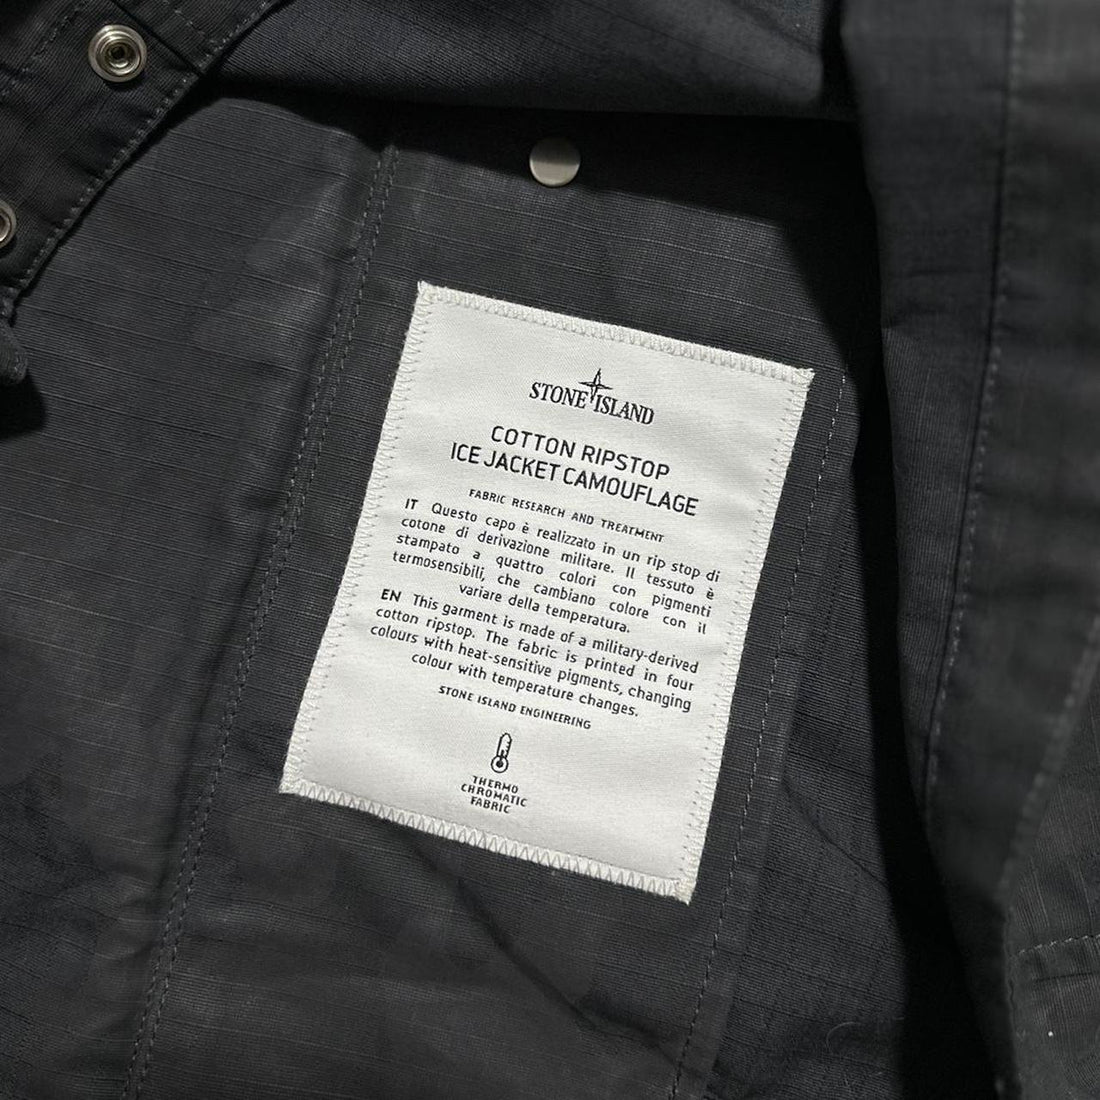 STONE ISLAND
COTTON RIPSTOP
ICE JACKET CAMOUFLAGE
FABRIC RESEARCH AND TREATMENT
IT Questo capo è realizzato in un rip stop di
cotone di derivazione militare. Il tessuto è
stampato a quattro colori con pigmenti
termosensibili, che cambiano colore con il
variare della temperatura.
EN This garment is made of a military-derived
cotton ripstop. The fabric is printed in four
colours with heat-sensitive pigments, changing
colour with temperature changes.
STONE ISLAND ENGINEERING
THERMO
CHROMATIC
FABRIC